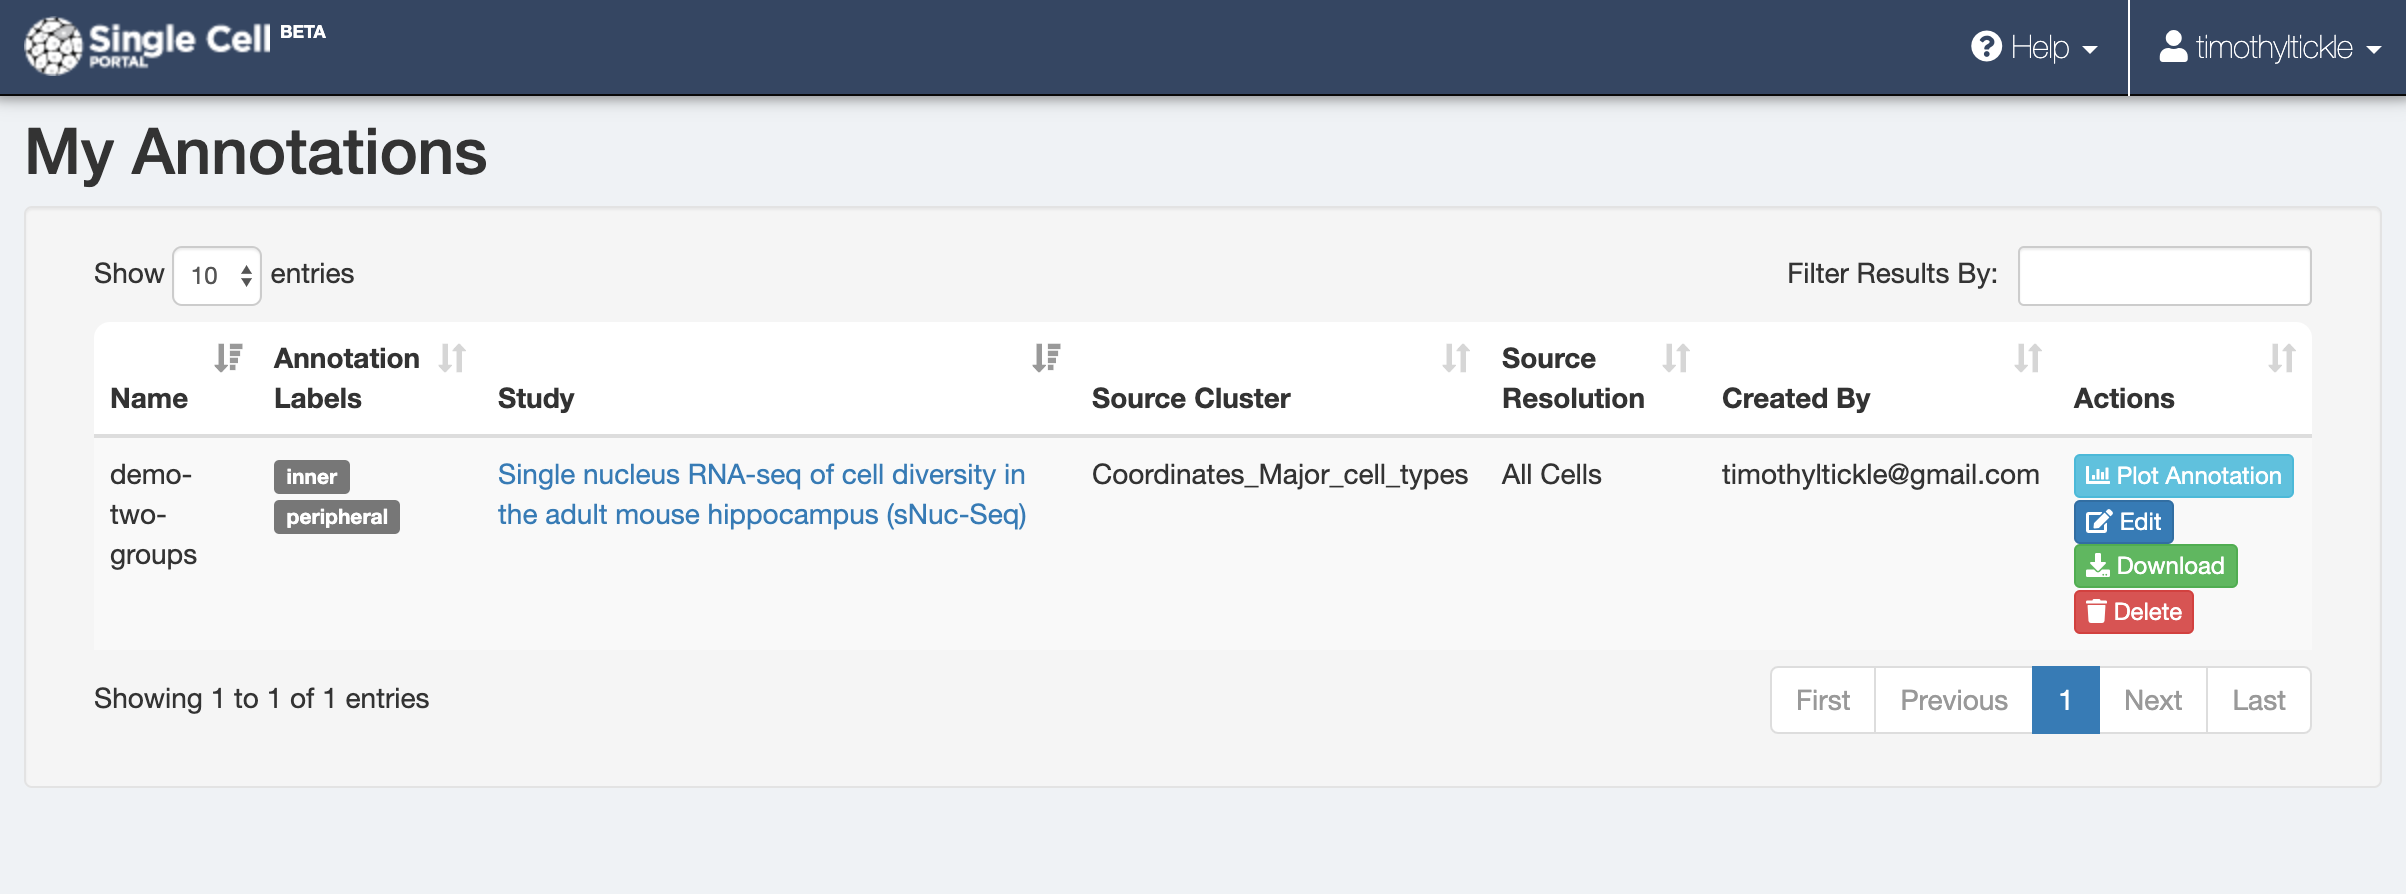 Single Cell BETA
PORTAL
Help
timothyltickle
My Annotations
Show 10 entries
Filter Results By:
Name
Annotation
Labels
Study
Source Cluster
Source
Resolution
Created By
Actions
demo-
two-
groups
inner
peripheral
Single nucleus RNA-seq of cell diversity in
the adult mouse hippocampus (sNuc-Seq)
Coordinates_Major_cell_types
All Cells
timothyltickle@gmail.com
Plot Annotation
Edit
Download
Delete
Showing 1 to 1 of 1 entries
First Previous 1 Next Last